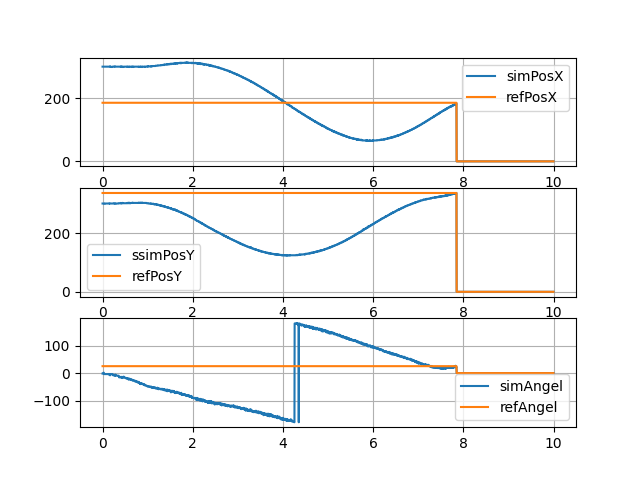 200
0
simPosX
refPosX
0 2 4 6 8 10
200
0
ssimPosY
refPosY
0 2 4 6 8 10
100
0
−100
simAngel
refAngel
0 2 4 6 8 10